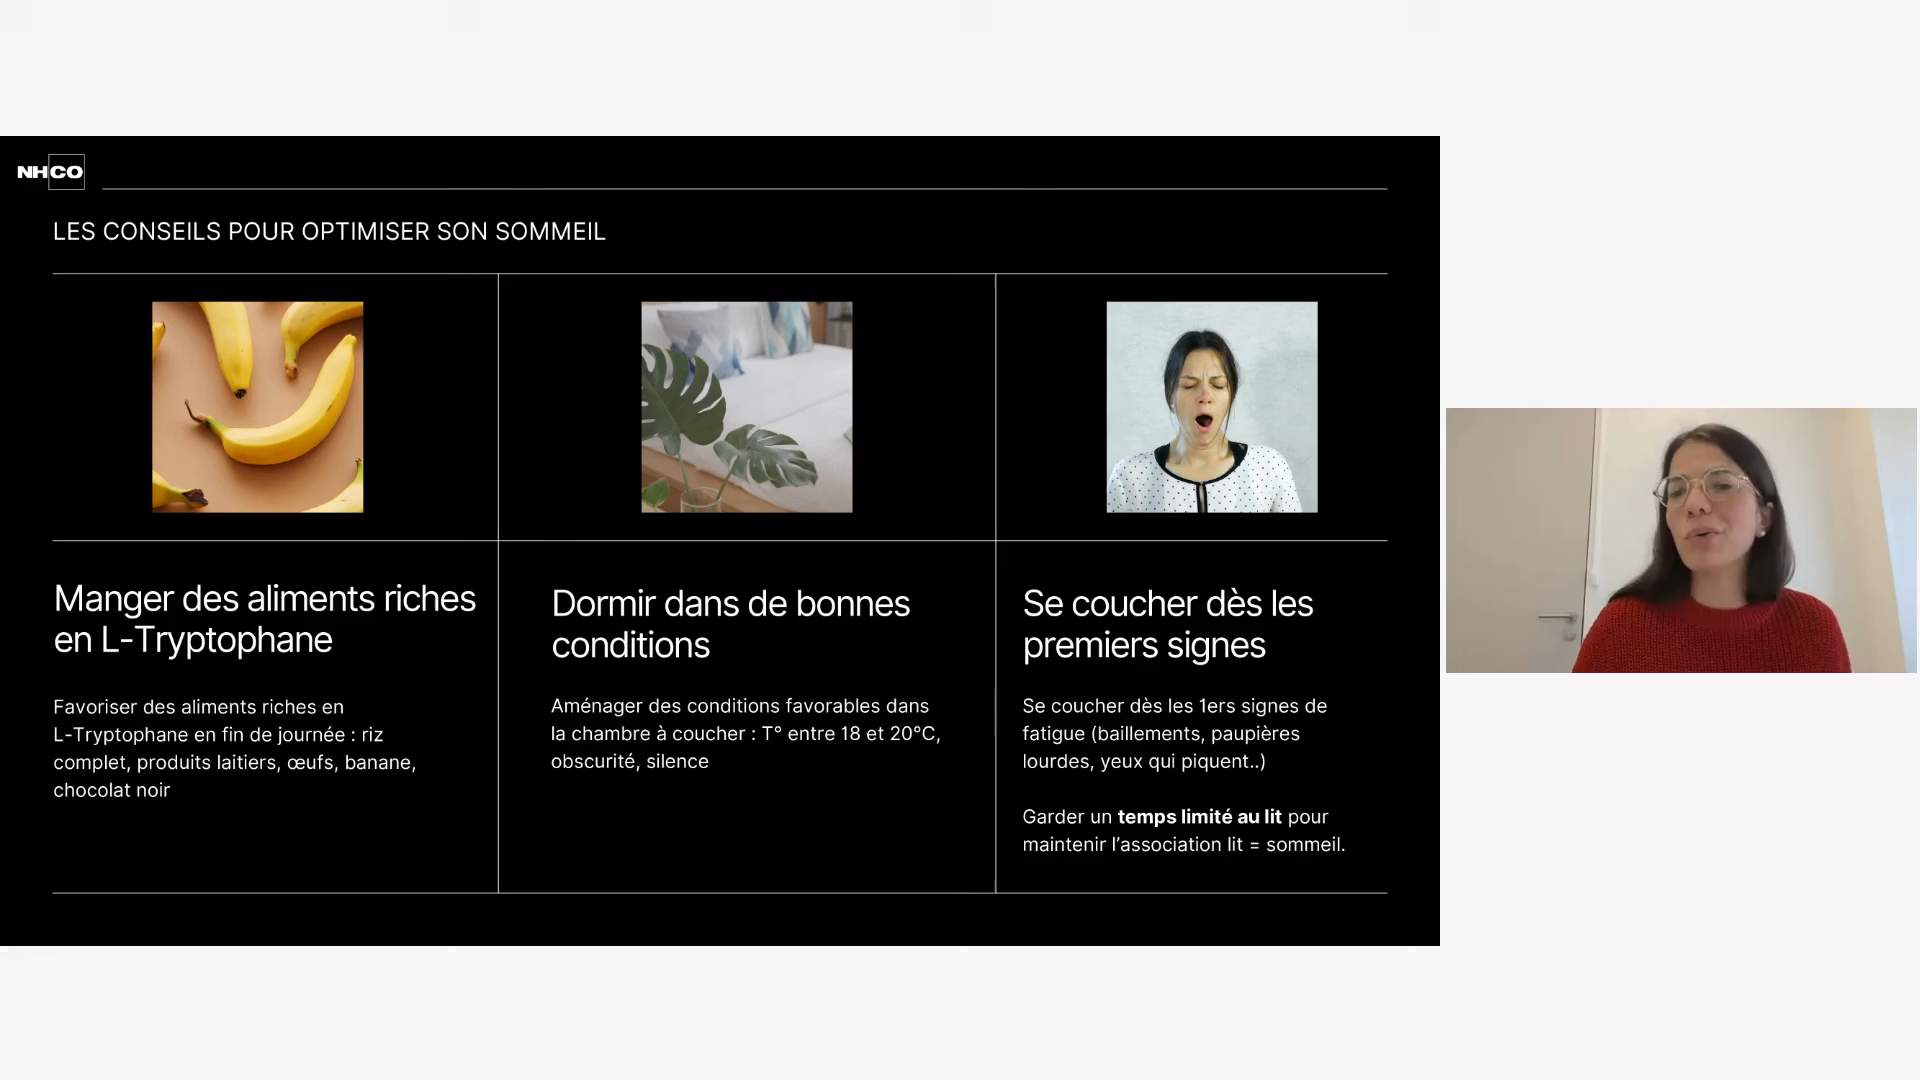 NHCO
LES CONSEILS POUR OPTIMISER SON SOMMEIL
Manger des aliments riches
en L-Tryptophane
Favoriser des aliments riches en
L-Tryptophane en fin de journée : riz
complet, produits laitiers, œufs, banane,
chocolat noir
Dormir dans de bonnes
conditions
Aménager des conditions favorables dans
la chambre à coucher : T° entre 18 et 20°C,
obscurité, silence
Se coucher dès les
premiers signes
Se coucher dès les 1ers signes de
fatigue (baillements, paupières
lourdes, yeux qui piquent..)
Garder un temps limité au lit pour
maintenir l’association lit = sommeil.